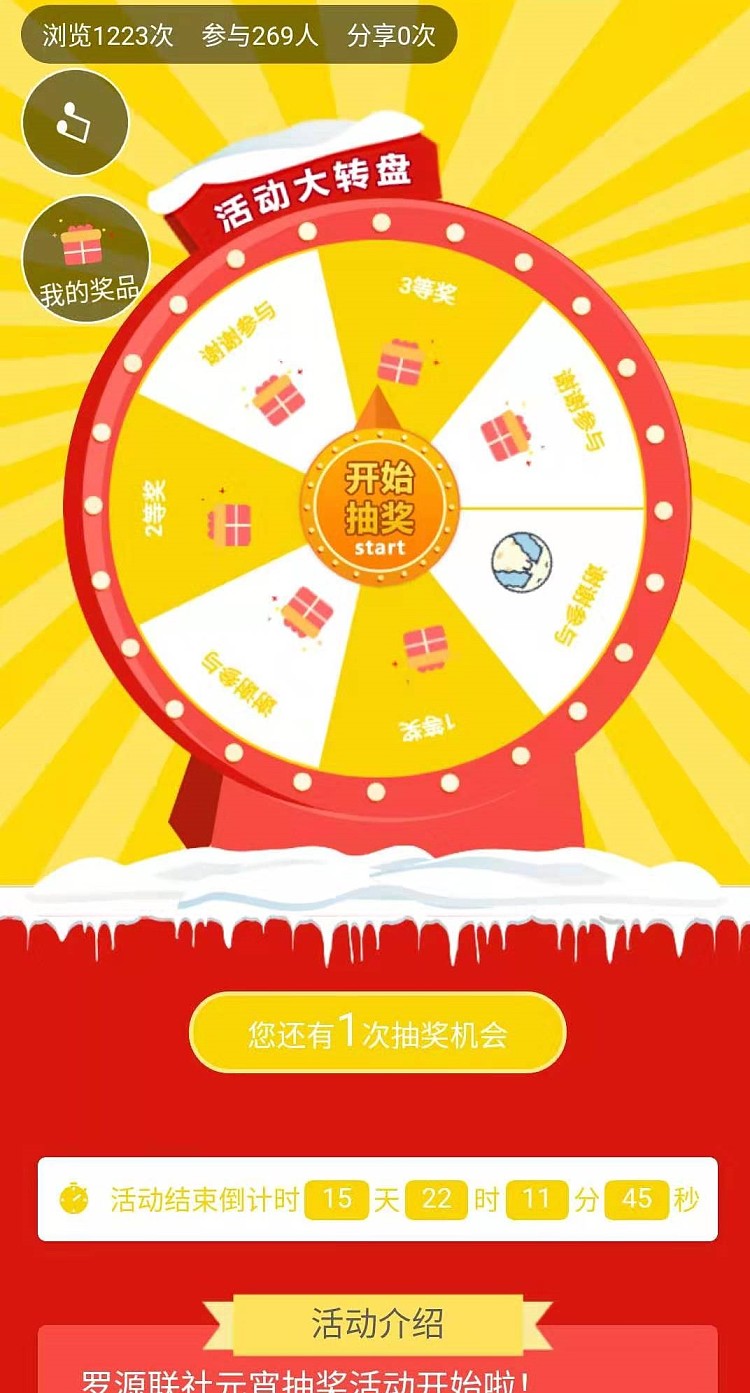 浏览1223次 参与269人 分享0次
我的奖品
活动大转盘
3等奖
谢谢参与
谢谢参与
谢谢参与
2等奖
谢谢参与
1等奖
开始
抽奖
start
您还有1次抽奖机会
活动结束倒计时 15 天 22 时 11 分 45 秒
活动介绍
罗源联社元宵抽奖活动开始啦！